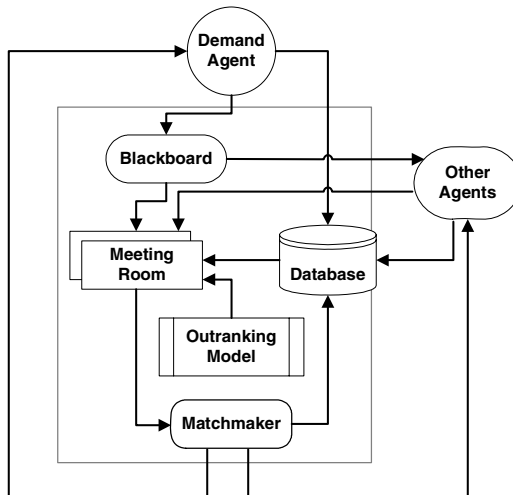 Demand
Agent
Blackboard
Other
Agents
Meeting
Room
Database
Outranking
Model
Matchmaker